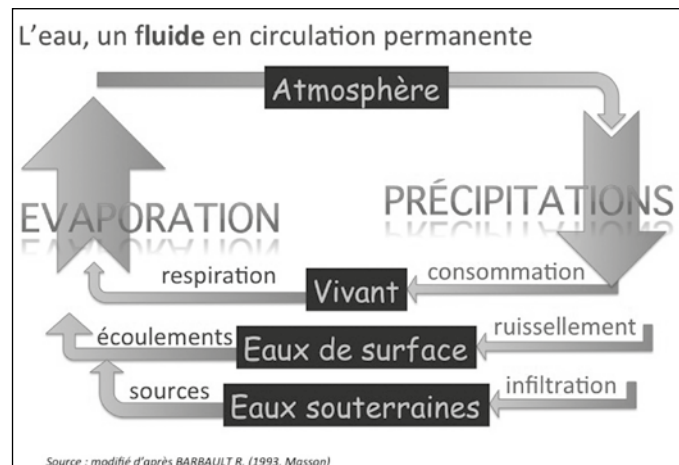 L'eau, un fluide en circulation permanente
Atmosphère
EVAPORATION
PRÉCIPITATIONS
respiration
Vivant
consommation
écoulements
Eaux de surface
ruissellement
sources
Eaux souterraines
infiltration
Source : modifié d'après BARBAULT R. (1993, Masson)